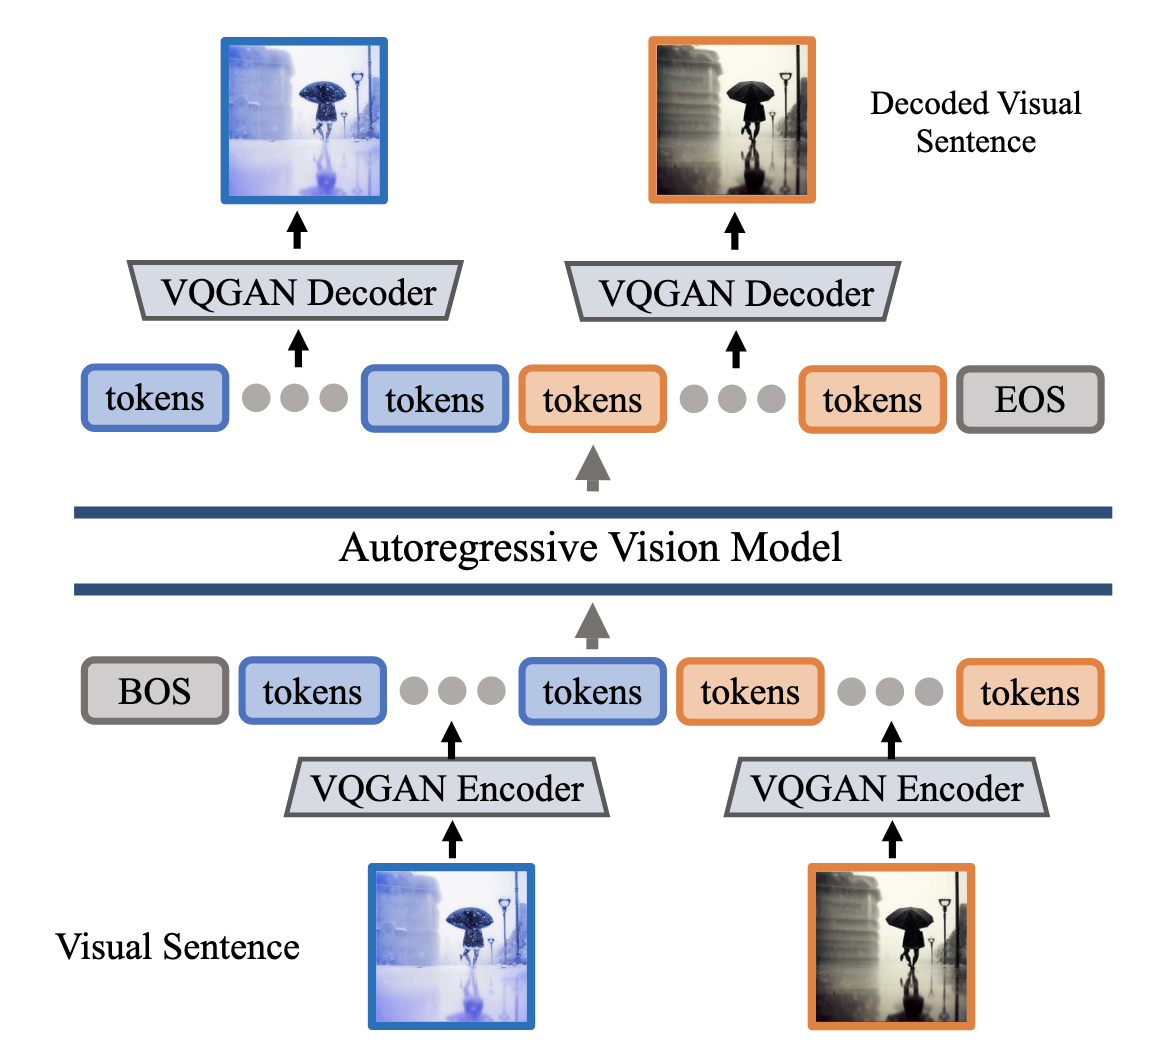 Decoded Visual
Sentence
VQGAN Decoder
VQGAN Decoder
tokens
tokens
tokens
tokens
EOS
Autoregressive Vision Model
BOS
tokens
tokens
tokens
tokens
VQGAN Encoder
VQGAN Encoder
Visual Sentence